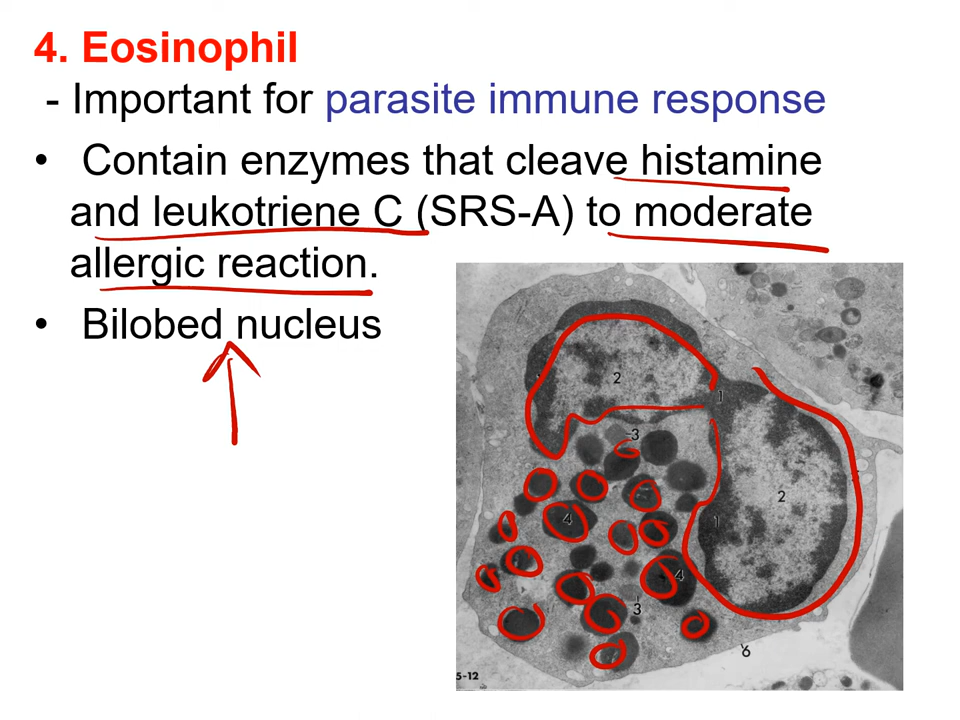 4. Eosinophil
- Important for parasite immune response
• Contain enzymes that cleave histamine
and leukotriene C (SRS-A) to moderate
allergic reaction.
• Bilobed nucleus
2
1
3
2
4
1
4
3
6
5-12